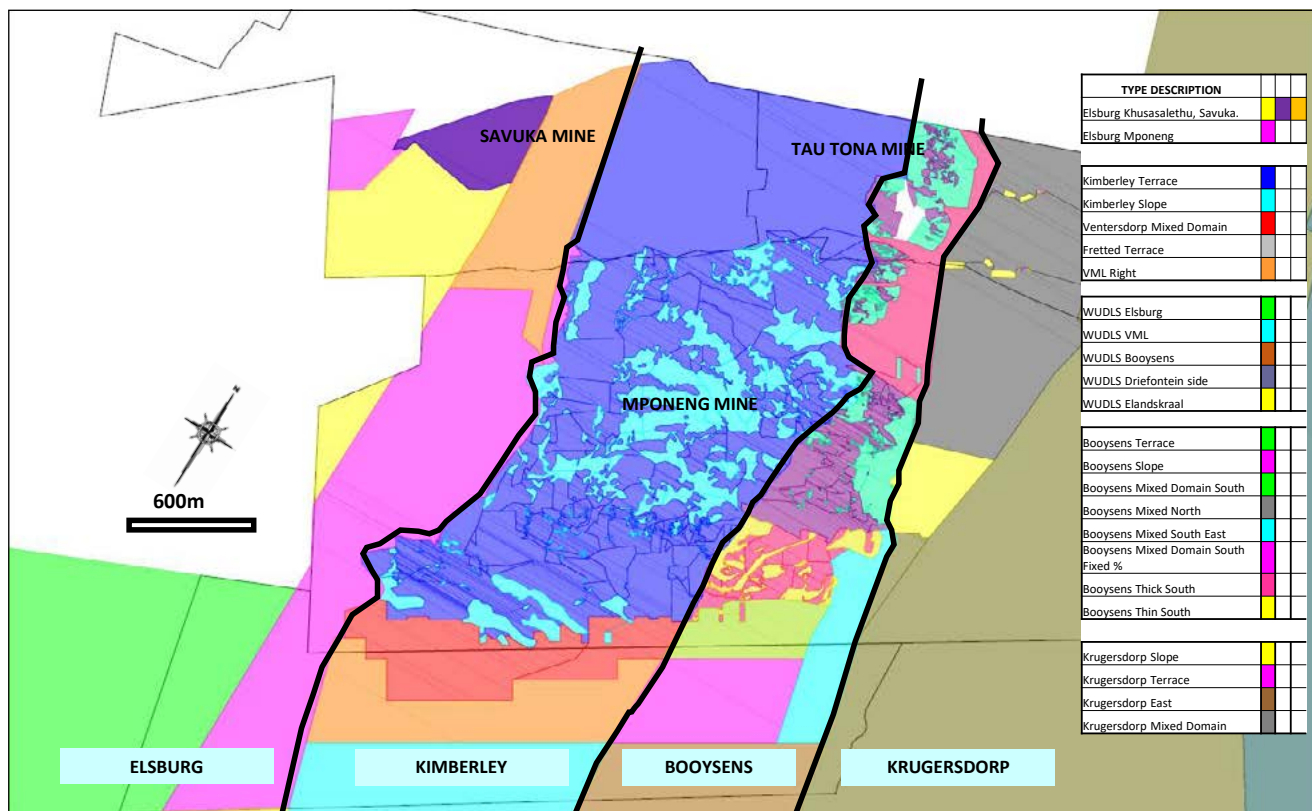 SAVUKA MINE
TAU TONA MINE
MPONENG MINE
600m
ELSBURG
KIMBERLEY
BOOYSENS
KRUGERSDORP
TYPE DESCRIPTION
Elsburg Khusasalethu, Savuka.
Elsburg Mponeng
Kimberley Terrace
Kimberley Slope
Ventersdorp Mixed Domain
Fretted Terrace
VML Right
WUDLS Elsburg
WUDLS VML
WUDLS Booysens
WUDLS Driefontein side
WUDLS Elandskraal
Booysens Terrace
Booysens Slope
Booysens Mixed Domain South
Booysens Mixed North
Booysens Mixed South East
Booysens Mixed Domain South
Fixed %
Booysens Thick South
Booysens Thin South
Krugersdorp Slope
Krugersdorp Terrace
Krugersdorp East
Krugersdorp Mixed Domain